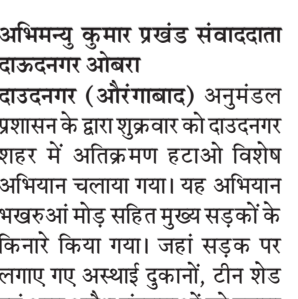 अभिमन्यु कुमार प्रखंड संवाददाता
दाऊदनगर ओबरा
दाउदनगर (औरंगाबाद) अनुमंडल
प्रशासन के द्वारा शुक्रवार को दाउदनगर
शहर में अतिक्रमण हटाओ विशेष
अभियान चलाया गया। यह अभियान
भखरुआं मोड़ सहित मुख्य सड़कों के
किनारे किया गया। जहां सड़क पर
लगाए गए अस्थाई दुकानों, टीन शेड